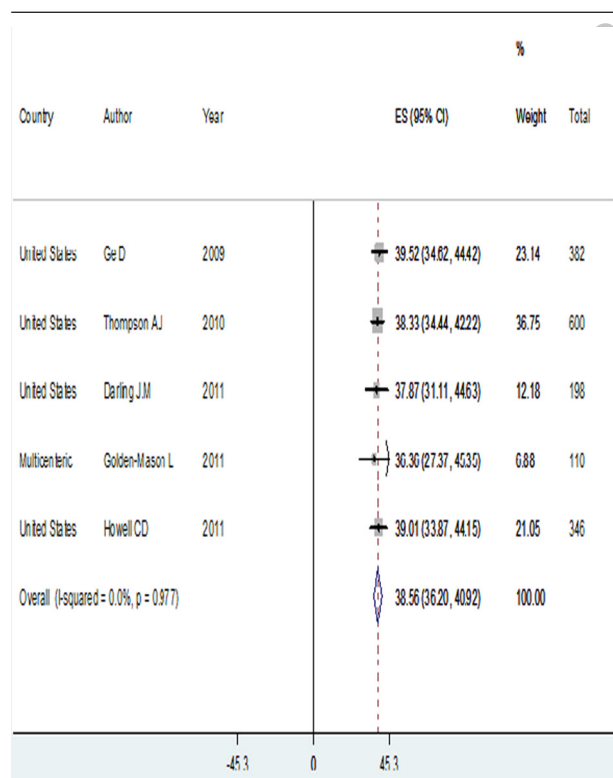 %
Country Author Year ES (95% CI) Weight Total
United States Ge D 2009 39.52 (34.62, 44.42) 23.14 382
United States Thompson AJ 2010 38.33 (34.44, 42.22) 36.75 600
United States Darling J.M 2011 37.87 (31.11, 44.63) 12.18 198
Multicentric Golden-Mason L 2011 36.36 (27.37, 45.35) 6.88 110
United States Howell CD 2011 39.01 (33.87, 44.15) 21.05 346
Overall (I-squared = 0.0%, p = 0.977) 38.56 (36.20, 40.92) 100.00
-45.3 0 45.3